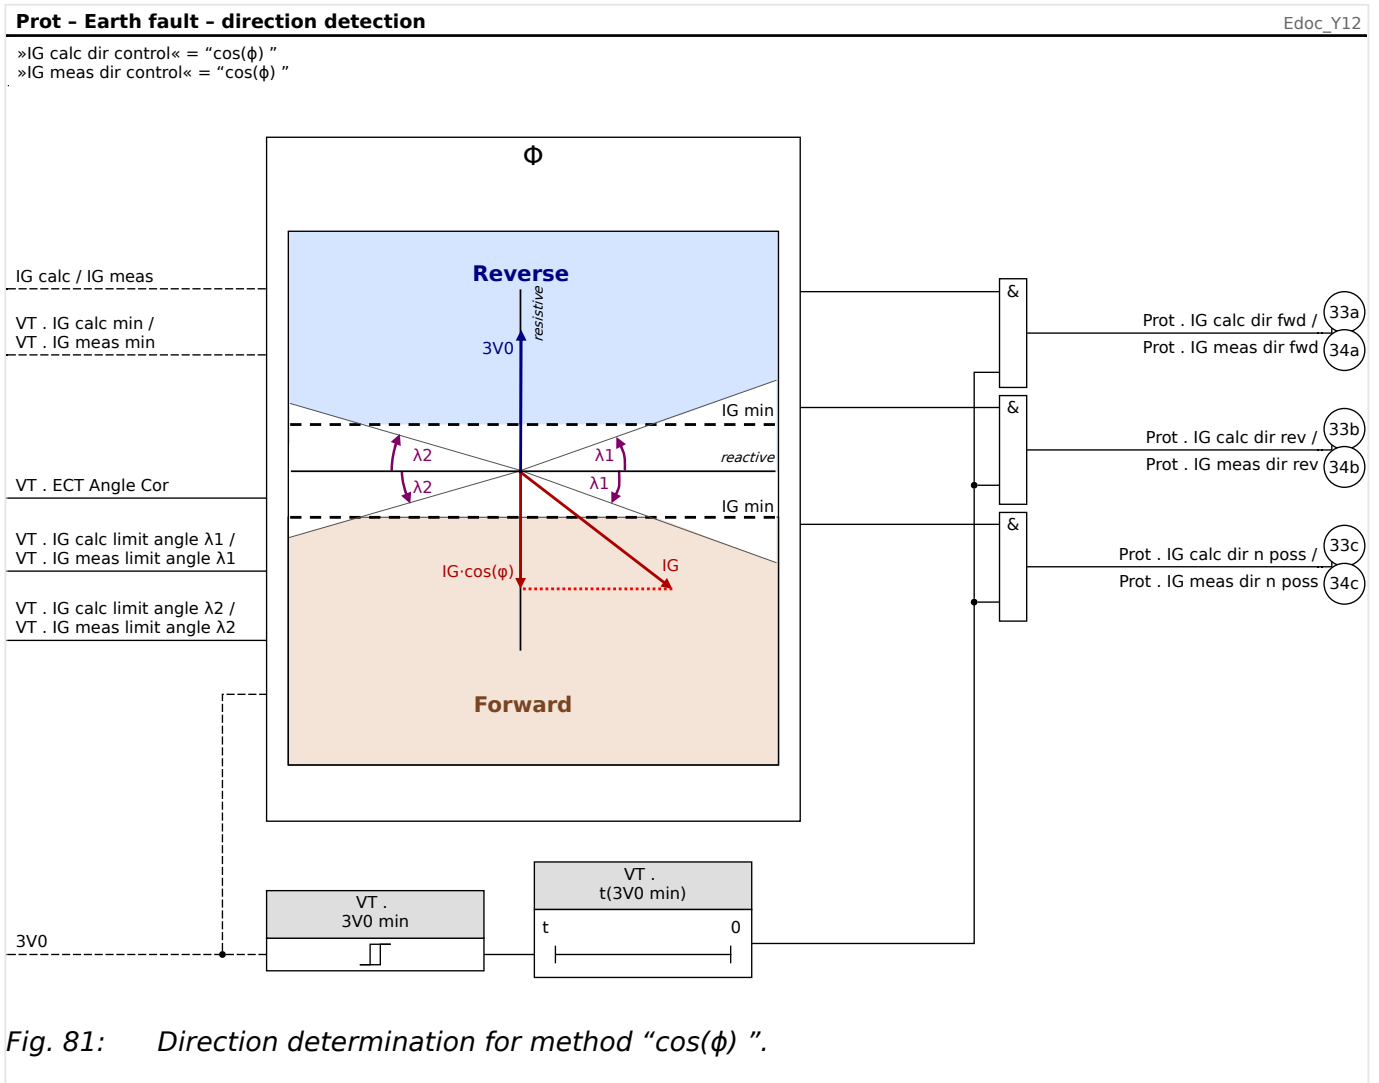 Prot – Earth fault – direction detection
Edoc_Y12
»IG calc dir control« = “cos(ϕ) ”
»IG meas dir control« = “cos(ϕ) ”
Φ
IG calc / IG meas
VT . IG calc min /
VT . IG meas min
VT . ECT Angle Cor
VT . IG calc limit angle λ1 /
VT . IG meas limit angle λ1
VT . IG calc limit angle λ2 /
VT . IG meas limit angle λ2
3V0
Reverse
resistive
3V0
IG min
λ2
λ1
reactive
λ2
λ1
IG min
IG·cos(φ)
IG
Forward
VT .
3V0 min
VT .
t(3V0 min)
t
0
&
Prot . IG calc dir fwd /
33a
Prot . IG meas dir fwd
34a
&
Prot . IG calc dir rev /
33b
Prot . IG meas dir rev
34b
&
Prot . IG calc dir n poss /
33c
Prot . IG meas dir n poss
34c
Fig. 81: Direction determination for method “cos(ϕ) ”.